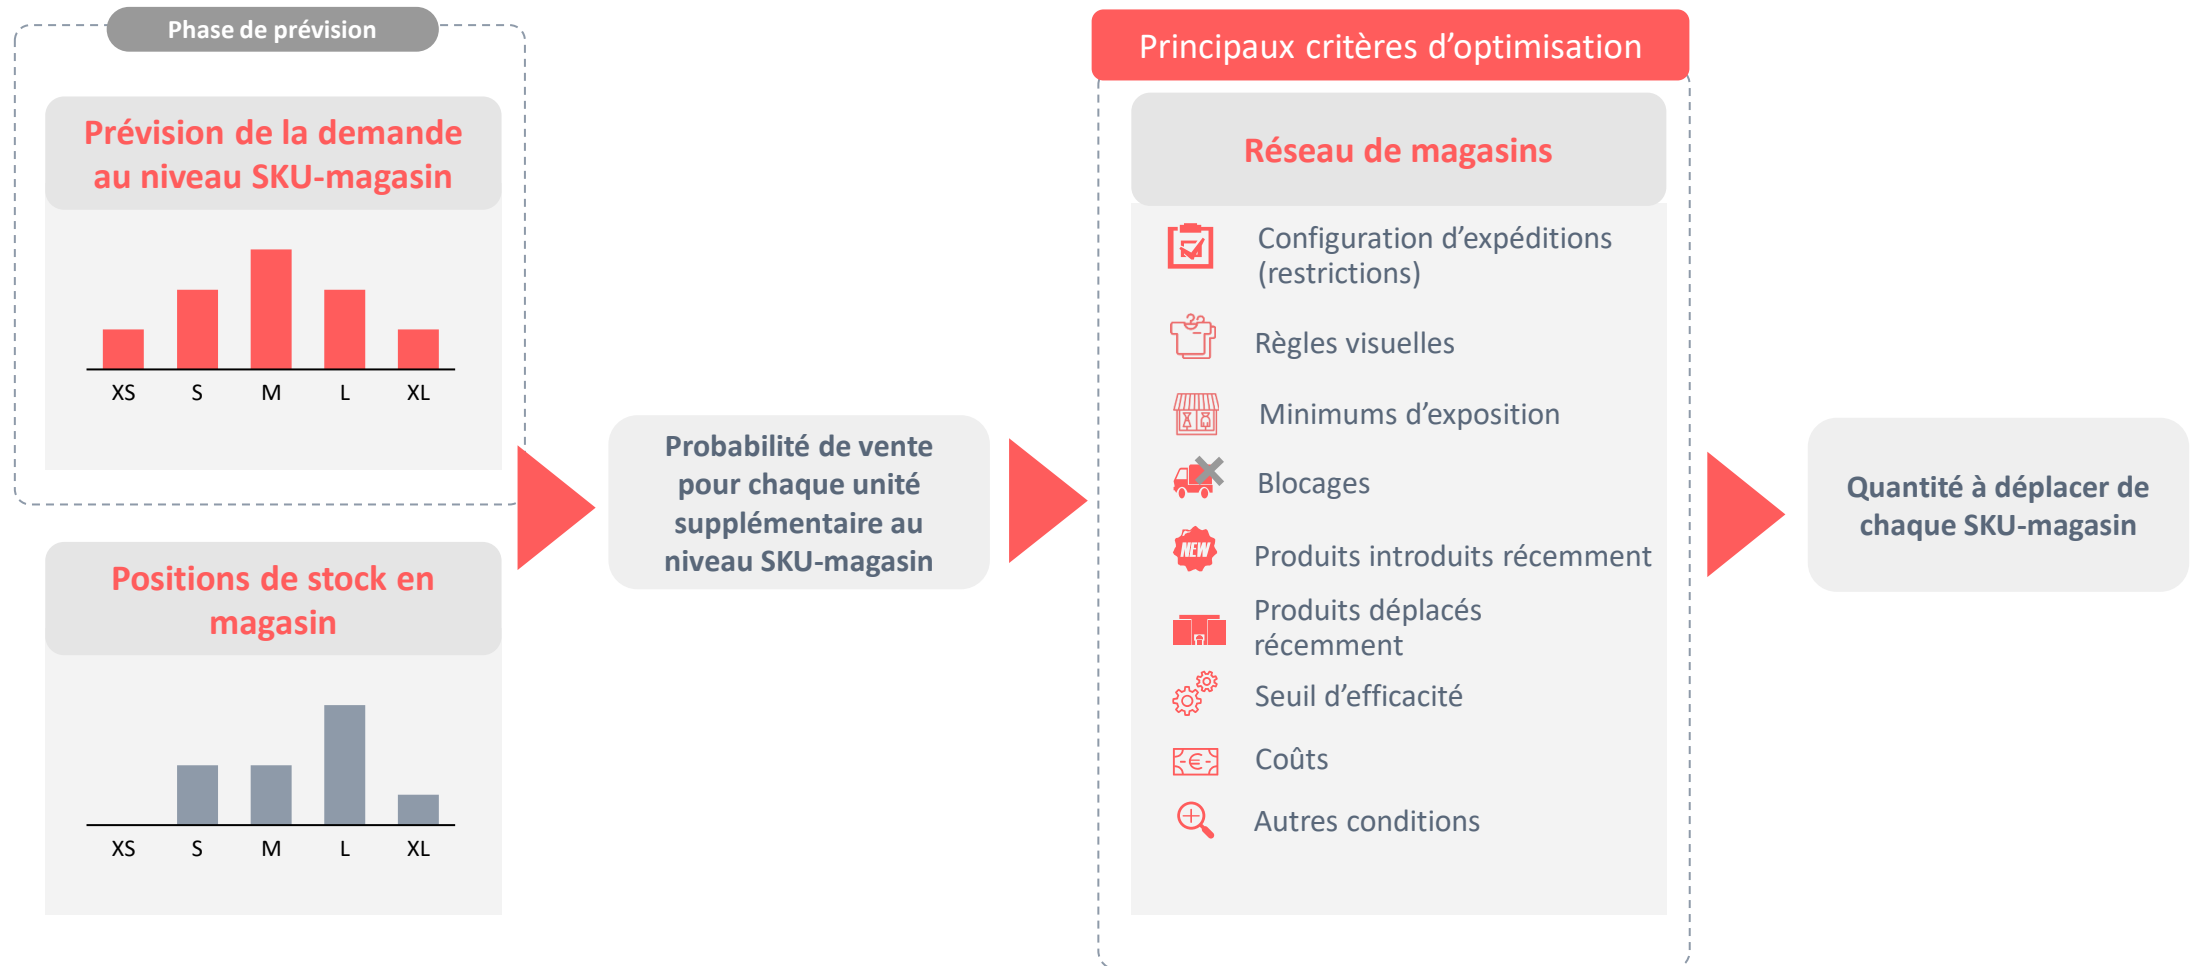 Phase de prévision
Prévision de la demande
au niveau SKU-magasin
XS S M L XL
Positions de stock en
magasin
XS S M L XL
Probabilité de vente
pour chaque unité
supplémentaire au
niveau SKU-magasin
Principaux critères d’optimisation
Réseau de magasins
Configuration d’expéditions
(restrictions)
Règles visuelles
Minimums d’exposition
Blocages
NEW
Produits introduits récemment
Produits déplacés
récemment
Seuil d’efficacité
€
Coûts
Autres conditions
Quantité à déplacer de
chaque SKU-magasin